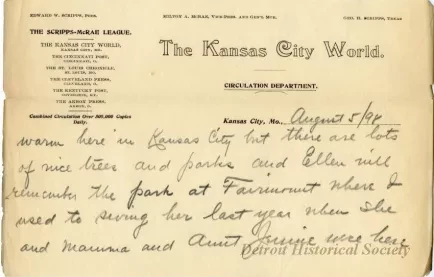 EDWARD W. SCRIPPS, PRES.
MILTON A. McRAE, VICE-PRES. AND GEN'L MGR.
GEO. H. SCRIPPS, TREAS.
THE SCRIPPS-McRAE LEAGUE.
THE KANSAS CITY WORLD,
KANSAS CITY, MO.
THE CINCINNATI POST,
CINCINNATI, O.
THE ST. LOUIS CHRONICLE,
ST. LOUIS, MO.
THE CLEVELAND PRESS,
CLEVELAND, O.
THE KENTUCKY POST,
COVINGTON, KY.
THE AKRON PRESS,
AKRON, O.
Combined Circulation Over 300,000 Copies
Daily.
The Kansas City World.
CIRCULATION DEPARTMENT.
Kansas City, Mo., August 5/98
warm here in Kansas City but there are lots
of nice trees and parks and Ellen will
remember the park at Fairmount where I
used to swing her last year when she
and Mamma and Aunt Jennie were here
Detroit Historical Society